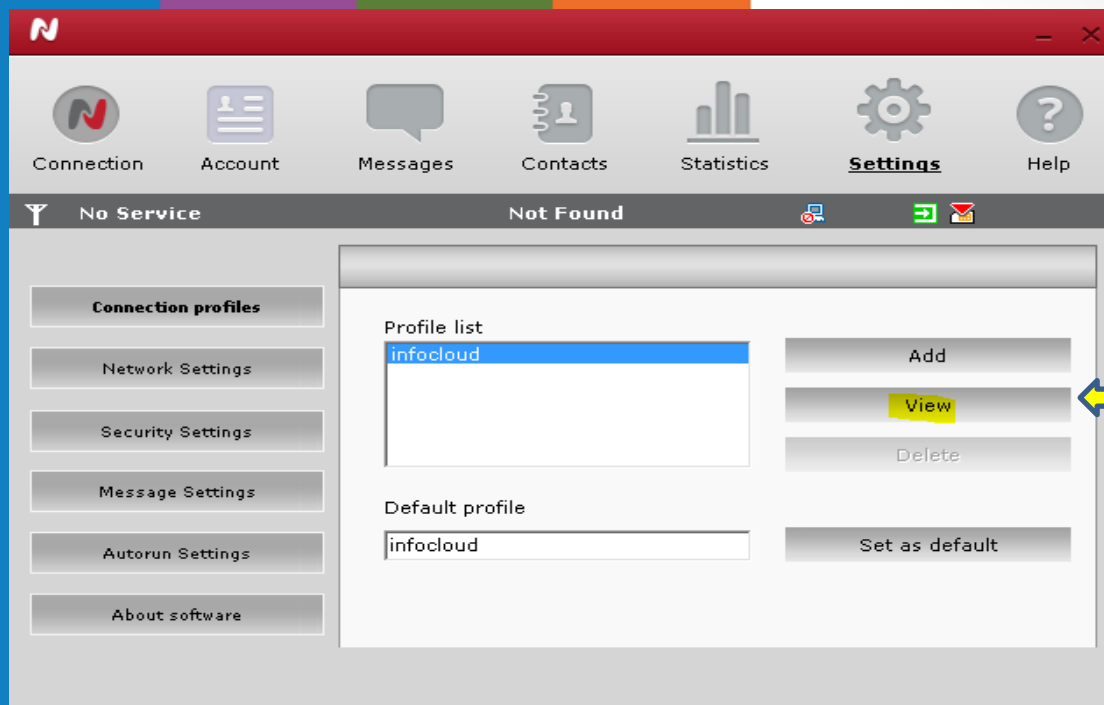 Connection Account Messages Contacts Statistics Settings Help
No Service Not Found
Connection profiles
Network Settings
Security Settings
Message Settings
Autorun Settings
About software
Profile list
infocloud
Add
View
Delete
Default profile
infocloud
Set as default